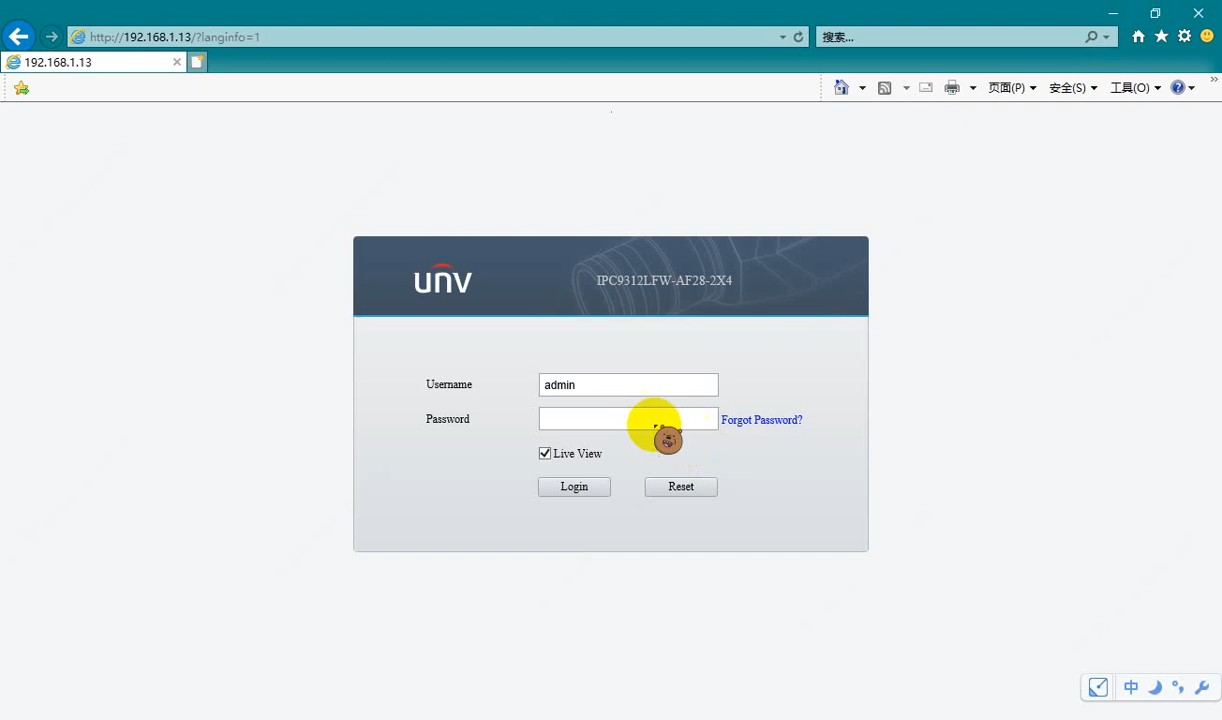 http://192.168.1.13/?langinfo=1
搜索...
192.168.1.13
页面(P)
安全(S)
工具(O)
unv
IPC9312LFW-AF28-2X4
Username
admin
Password
Forgot Password?
Live View
Login
Reset
中